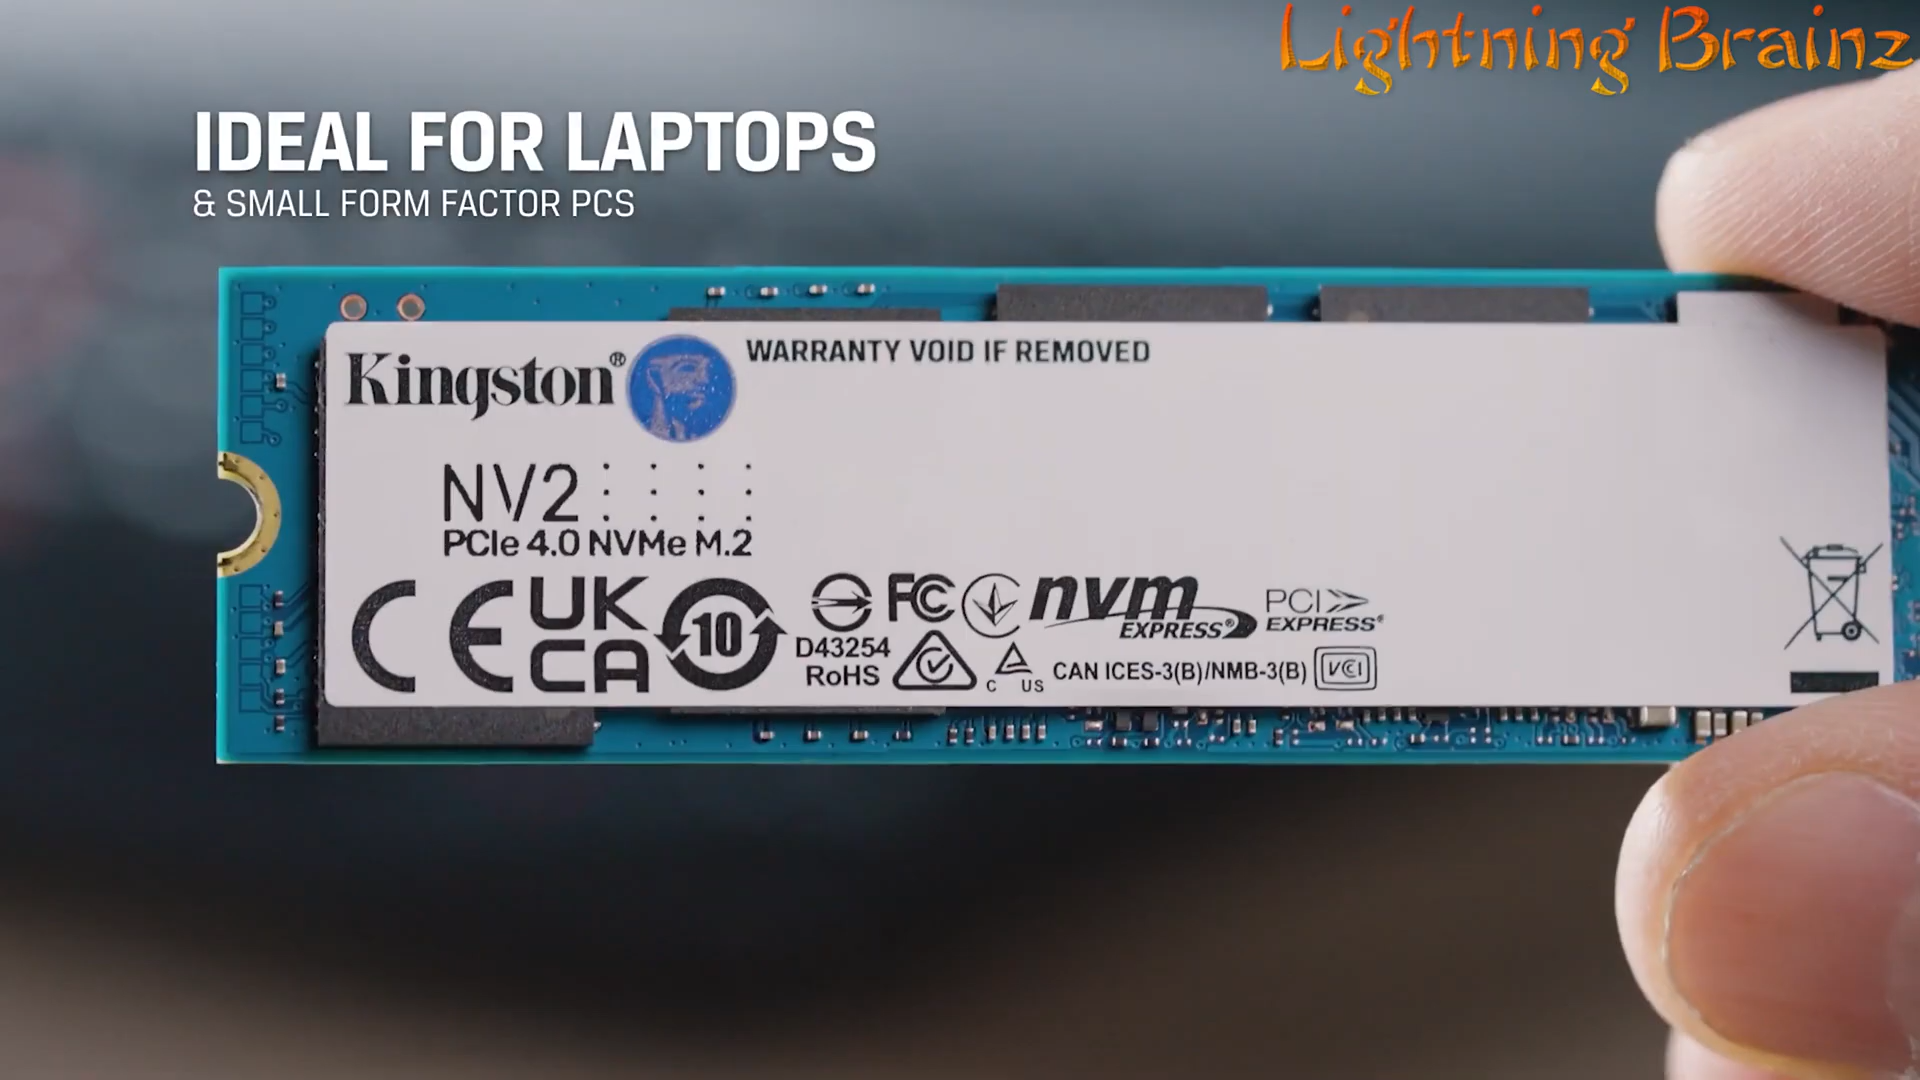 Lightning Brainz
IDEAL FOR LAPTOPS
& SMALL FORM FACTOR PCS
Kingston®
WARRANTY VOID IF REMOVED
NV2
PCIe 4.0 NVMe M.2
CE
UK
CA
10
D43254
RoHS
FC
nvm
EXPRESS®
PCI
EXPRESS®
C US
CAN ICES-3(B)/NMB-3(B)
VCI